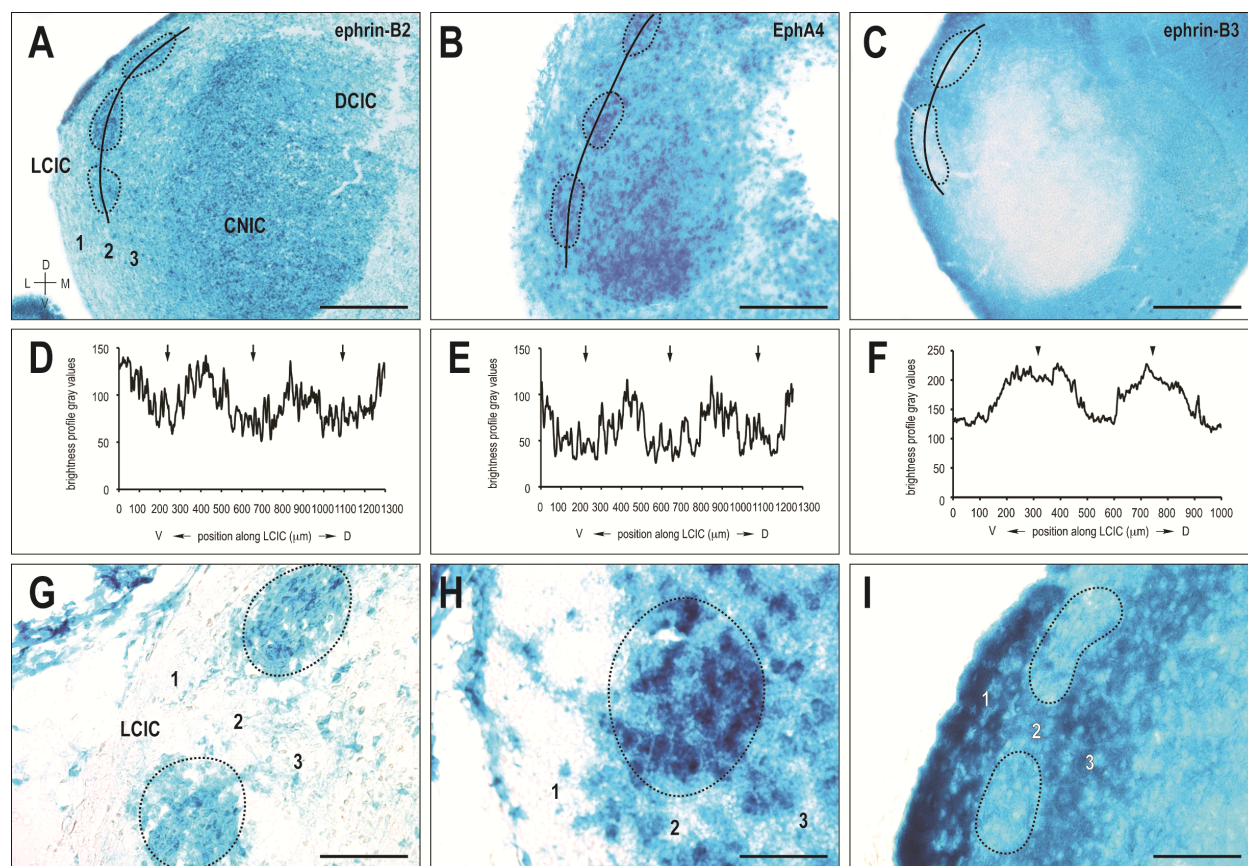 A
ephrin-B2
DCIC
LCIC
CNIC
1
2
3
D
L
M
V
B
EphA4
C
ephrin-B3
D
brightness profile gray values
150
100
50
0
0 100 200 300 400 500 600 700 800 900 1000 1100 1200 1300
V position along LCIC (μm) D
E
brightness profile gray values
150
100
50
0
0 100 200 300 400 500 600 700 800 900 1000 1100 1200 1300
V position along LCIC (μm) D
F
brightness profile gray values
250
200
150
100
50
0
0 100 200 300 400 500 600 700 800 900 1000
V position along LCIC (μm) D
G
1
2
LCIC
3
H
1
2
3
I
1
2
3